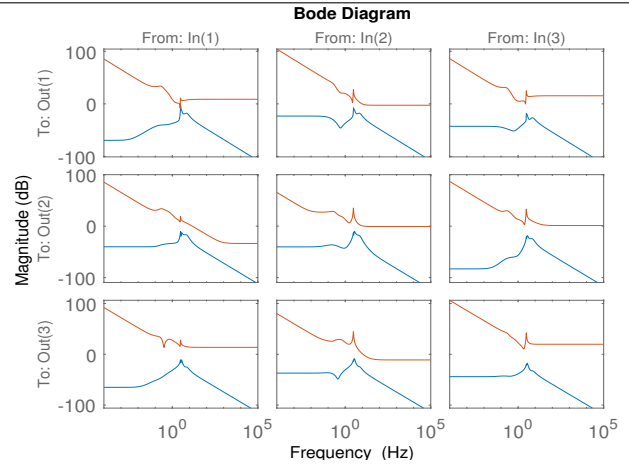 Bode Diagram
From: In(1)
From: In(2)
From: In(3)
To: Out(1)
100
0
-100
To: Out(2)
100
0
-100
To: Out(3)
100
0
-100
Magnitude (dB)
10^0
10^5
10^0
10^5
10^0
10^5
Frequency (Hz)